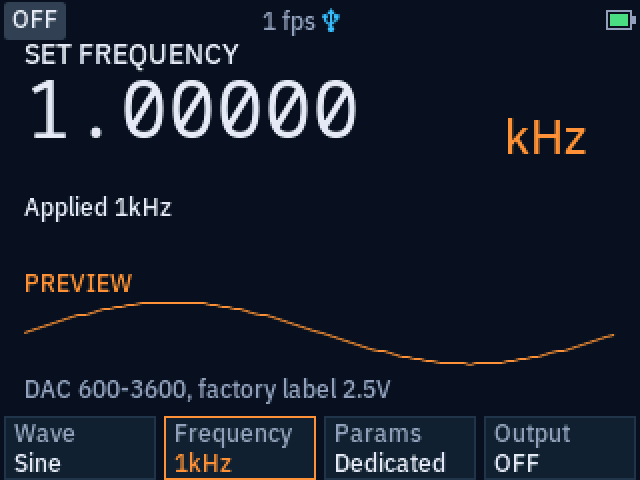 OFF
1 fps
SET FREQUENCY
1.00000 kHz
Applied 1kHz
PREVIEW
DAC 600-3600, factory label 2.5V
Wave Frequency Params Output
Sine 1kHz Dedicated OFF